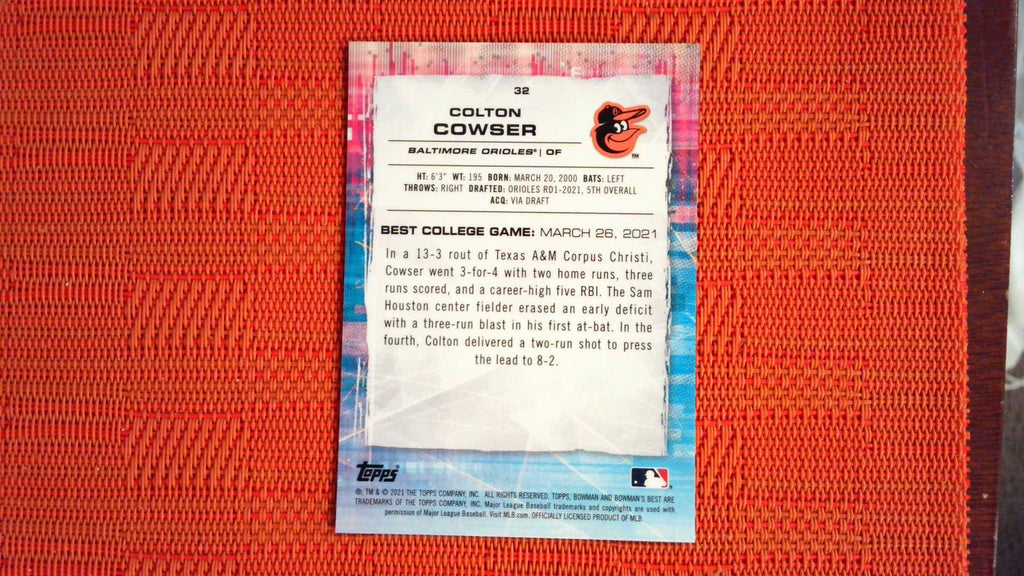 32
COLTON
COWSER
BALTIMORE ORIOLES® | OF
HT: 6'3" WT: 195 BORN: MARCH 20, 2000 BATS: LEFT
THROWS: RIGHT DRAFTED: ORIOLES RD1-2021, 5TH OVERALL
ACQ: VIA DRAFT
BEST COLLEGE GAME: MARCH 26, 2021
In a 13-3 rout of Texas A&M Corpus Christi,
Cowser went 3-for-4 with two home runs, three
runs scored, and a career-high five RBI. The Sam
Houston center fielder erased an early deficit
with a three-run blast in his first at-bat. In the
fourth, Colton delivered a two-run shot to press
the lead to 8-2.
Topps
®, TM & © 2021 THE TOPPS COMPANY, INC. ALL RIGHTS RESERVED. TOPPS, BOWMAN AND BOWMAN'S BEST ARE
TRADEMARKS OF THE TOPPS COMPANY, INC. Major League Baseball trademarks and copyrights are used with
permission of Major League Baseball. Visit MLB.com. OFFICIALLY LICENSED PRODUCT OF MLB.